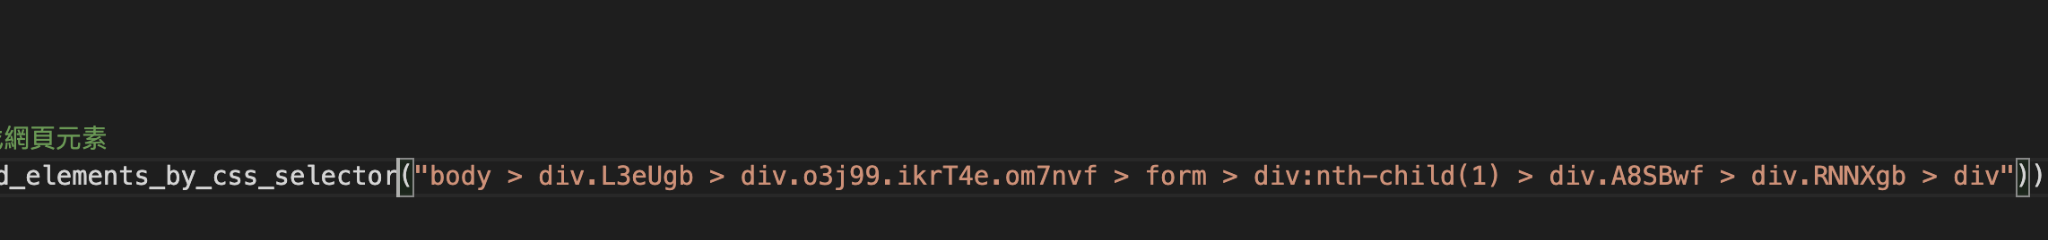 網頁元素
d_elements_by_css_selector("body > div.L3eUgb > div.o3j99.ikrT4e.om7nvf > form > div:nth-child(1) > div.A8SBwf > div.RNNXgb > div"))